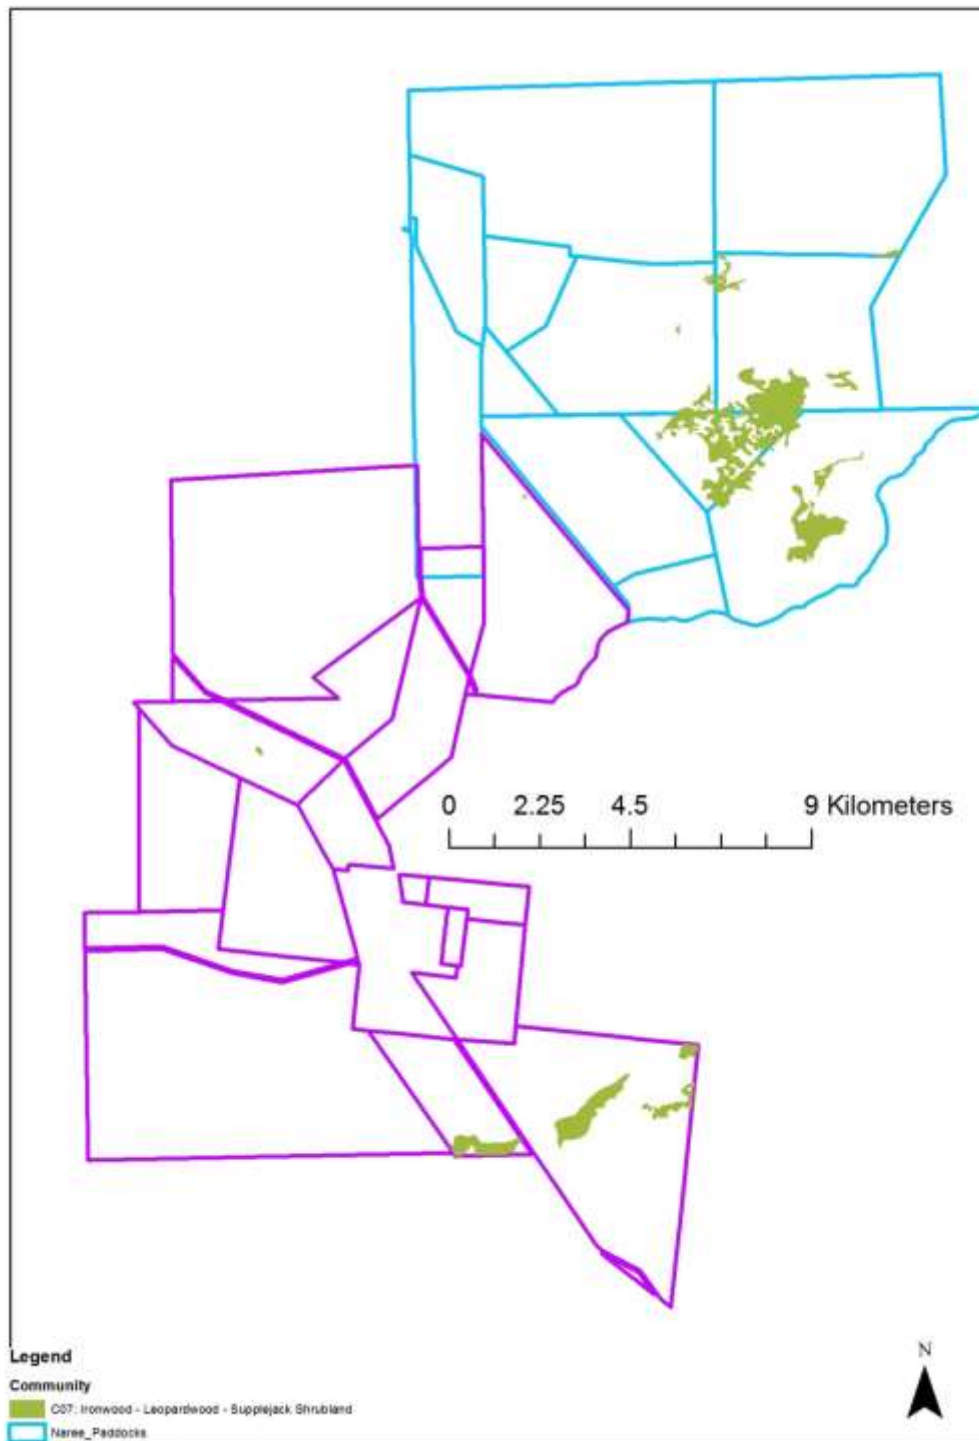 0 2.25 4.5 9 Kilometers
N
Legend
Community
C07: Ironwood - Leopardwood - Supplejack Shrubland
Naree_Paddocks